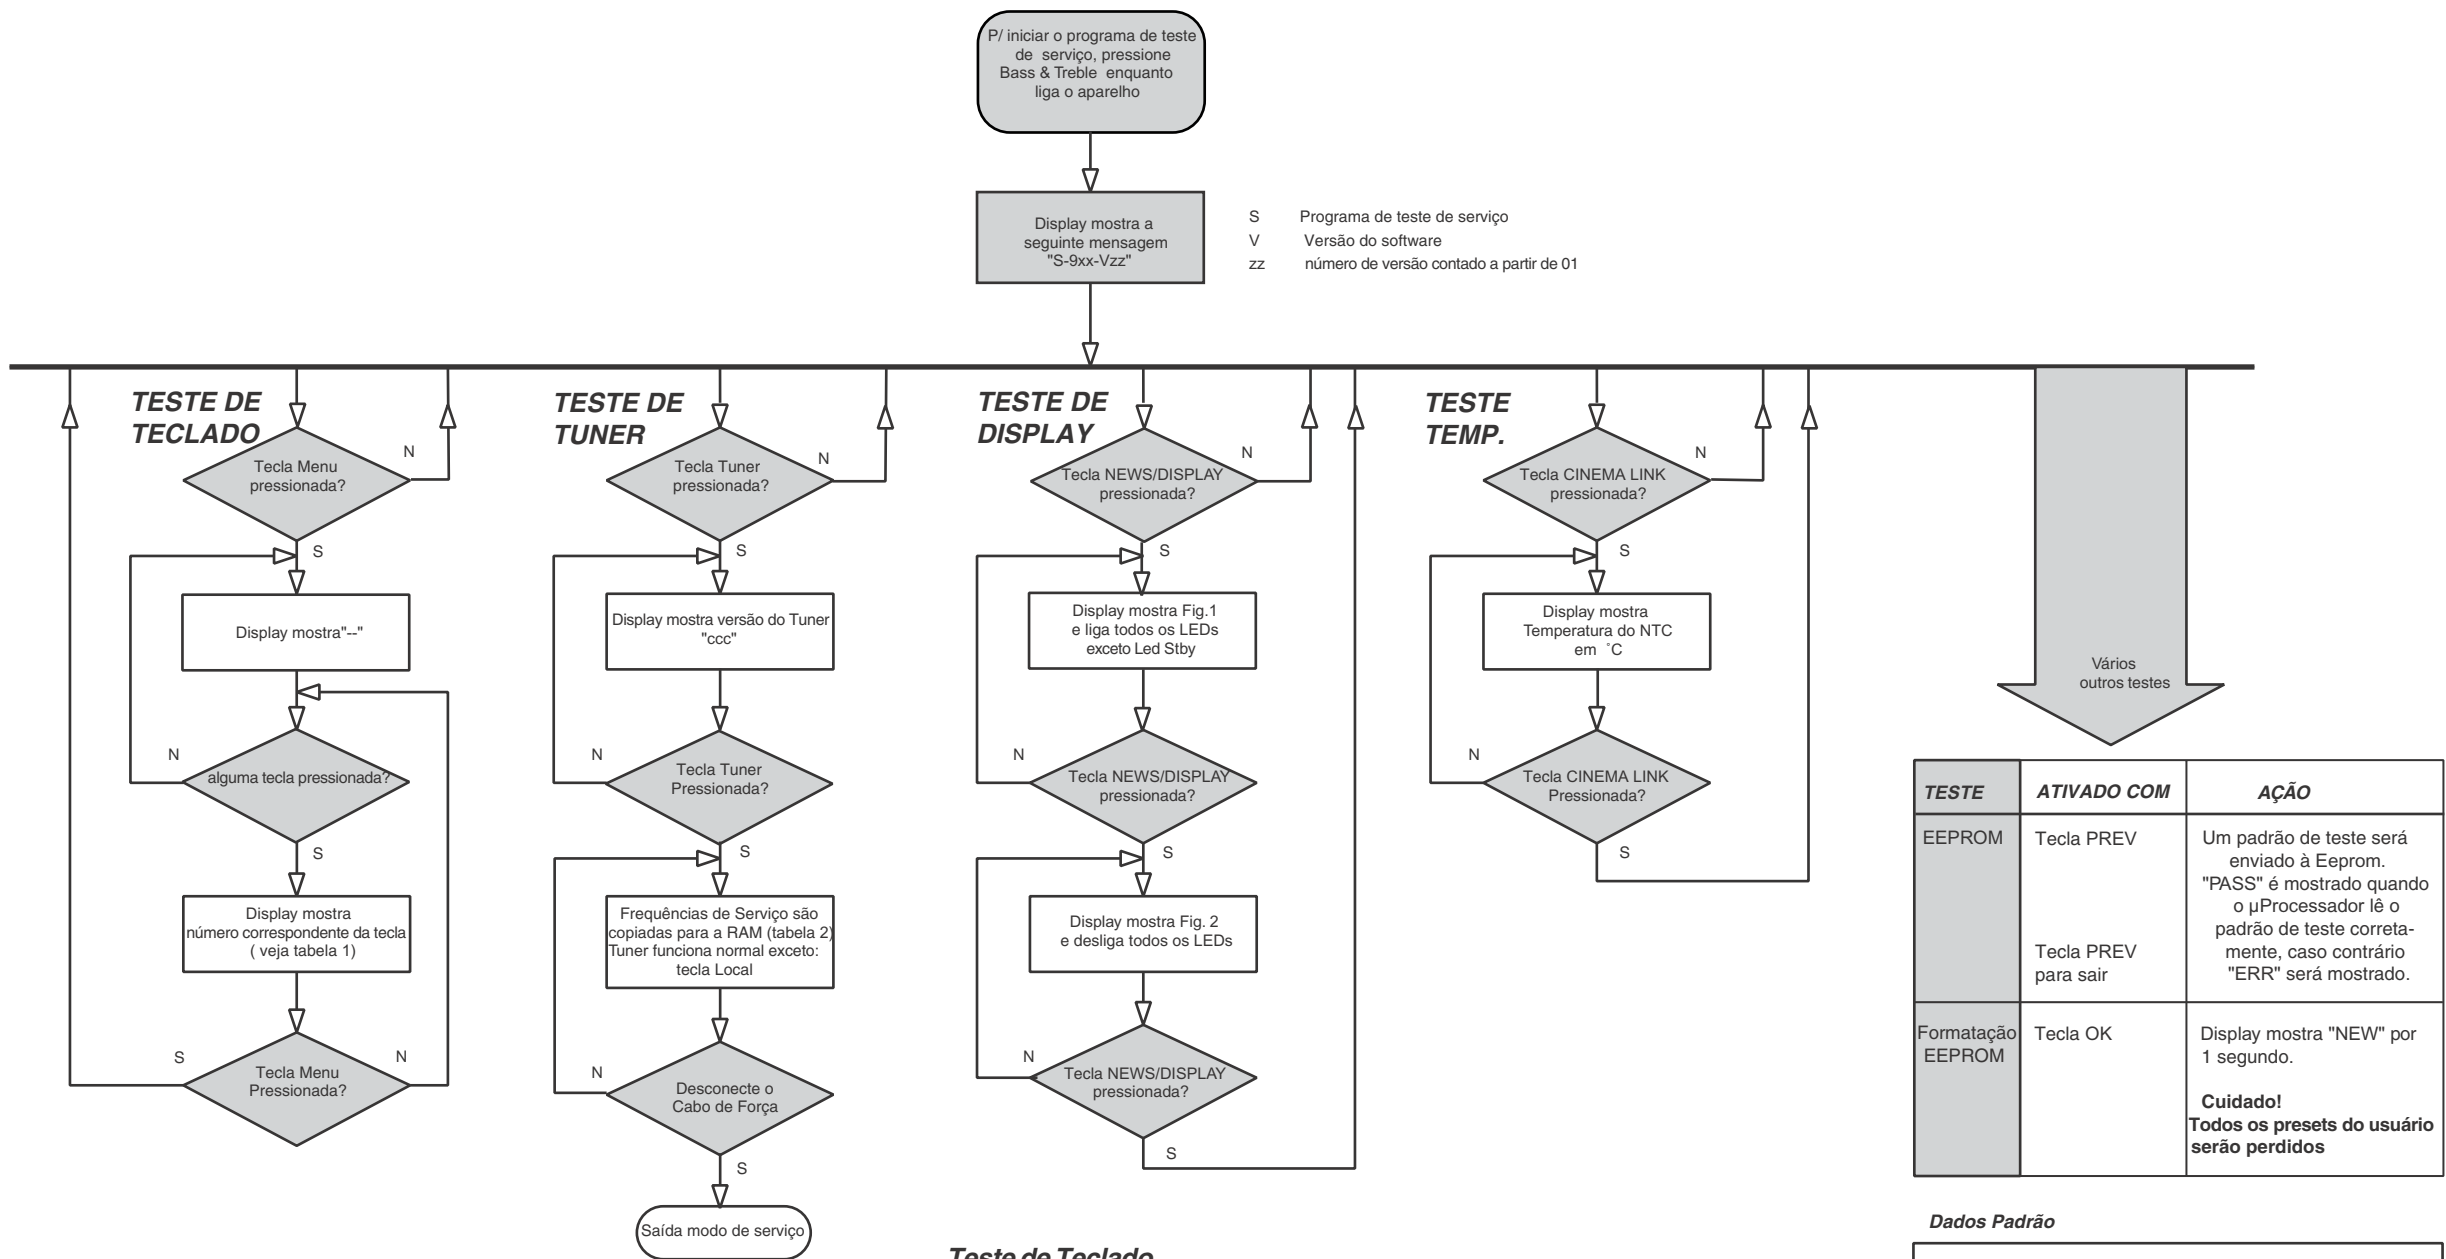 P/ iniciar o programa de teste
de serviço, pressione
Bass & Treble enquanto
liga o aparelho
Display mostra a
seguinte mensagem
"S-9xx-Vzz"
S Programa de teste de serviço
V Versão do software
zz número de versão contado a partir de 01
TESTE DE
TECLADO
Tecla Menu
pressionada?
N
S
Display mostra"--"
alguma tecla pressionada?
N
S
Display mostra
número correspondente da tecla
( veja tabela 1)
Tecla Menu
Pressionada?
S
N
TESTE DE
TUNER
Tecla Tuner
pressionada?
N
S
Display mostra versão do Tuner
"ccc"
Tecla Tuner
Pressionada?
N
S
Frequências de Serviço são
copiadas para a RAM (tabela 2)
Tuner funciona normal exceto:
tecla Local
Desconecte o
Cabo de Força
N
S
Saída modo de serviço
TESTE DE
DISPLAY
Tecla NEWS/DISPLAY
pressionada?
N
S
Display mostra Fig.1
e liga todos os LEDs
exceto Led Stby
Tecla NEWS/DISPLAY
pressionada?
N
S
Display mostra Fig. 2
e desliga todos os LEDs
Tecla NEWS/DISPLAY
pressionada?
N
S
TESTE
TEMP.
Tecla CINEMA LINK
pressionada?
N
S
Display mostra
Temperatura do NTC
em °C
Tecla CINEMA LINK
Pressionada?
N
S
Vários
outros testes
TESTE ATIVADO COM AÇÃO
EEPROM
Tecla PREV
Tecla PREV
para sair
Um padrão de teste será
enviado à Eeprom.
"PASS" é mostrado quando
o µProcessador lê o
padrão de teste correta-
mente, caso contrário
"ERR" será mostrado.
Formatação
EEPROM
Tecla OK
Display mostra "NEW" por
1 segundo.
Cuidado!
Todos os presets do usuário
serão perdidos
Dados Padrão
Teste de Teclado